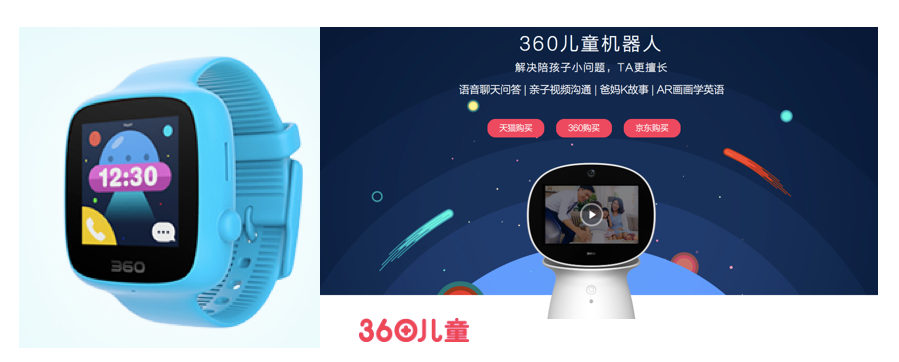 12:30
360
360儿童机器人
解决陪孩子小问题，TA更擅长
语音聊天问答 | 亲子视频沟通 | 爸妈K故事 | AR画画学英语
天猫购买
360购买
京东购买
360儿童